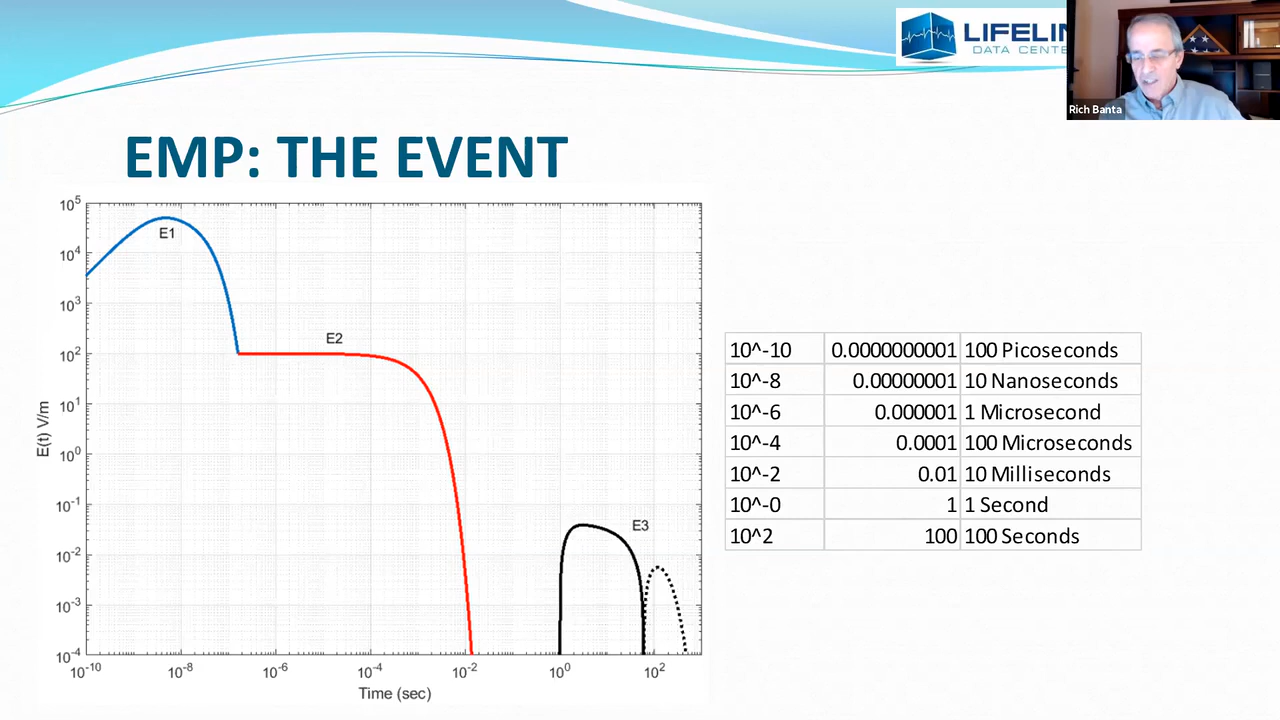 LIFELIN
DATA CENTE
Rich Banta
EMP: THE EVENT
E(t) V/m
10^5
10^4
10^3
10^2
10^1
10^0
10^-1
10^-2
10^-3
10^-4
E1
E2
E3
10^-10 10^-8 10^-6 10^-4 10^-2 10^0 10^2
Time (sec)
10^-10 0.0000000001 100 Picoseconds
10^-8 0.00000001 10 Nanoseconds
10^-6 0.000001 1 Microsecond
10^-4 0.0001 100 Microseconds
10^-2 0.01 10 Milliseconds
10^-0 1 1 Second
10^2 100 100 Seconds